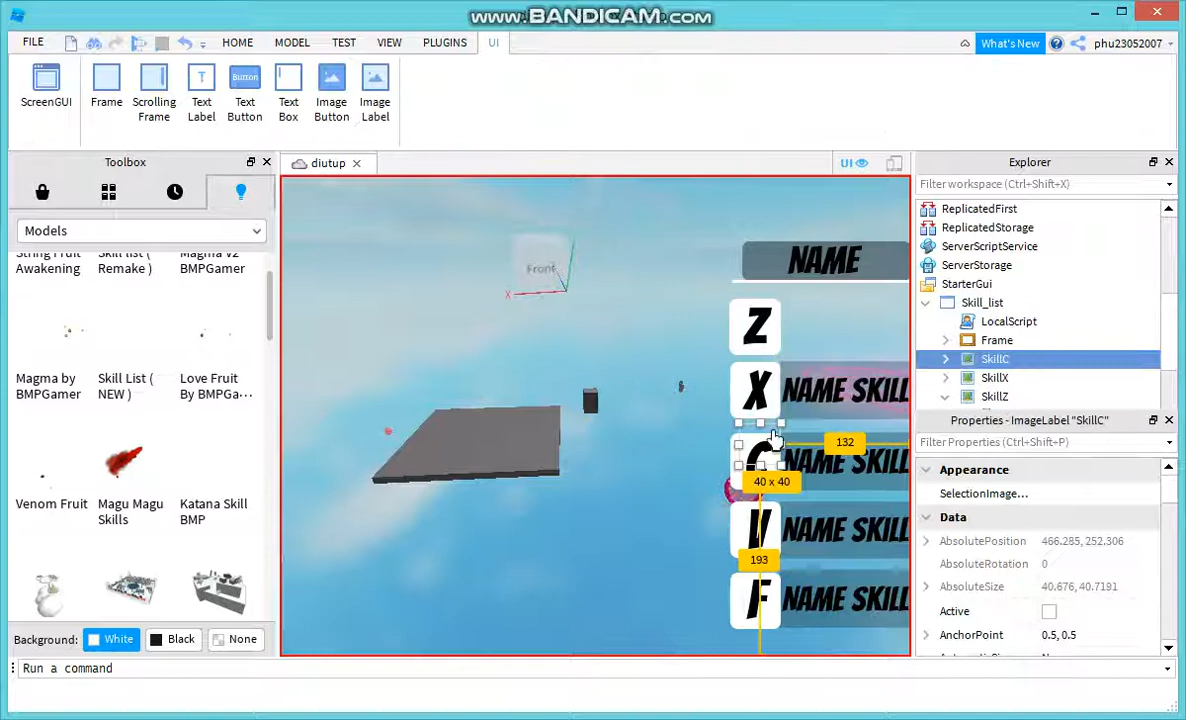 WWW.BANDICAM.COM
FILE HOME MODEL TEST VIEW PLUGINS UI What's New phu23052007
ScreenGUI Frame Scrolling Frame Text Label Text Button Text Box Image Button Image Label
T Button
Toolbox
Models
String Fruit Awakening
Skill list ( Remake )
Magma v2 BMPGamer
Magma by BMPGamer
Skill List ( NEW )
Love Fruit By BMPGa...
Venom Fruit
Magu Magu Skills
Katana Skill BMP
Background: White Black None
diutup
UI
Front
X
NAME
Z
X NAME SKILL
C NAME SKILL
132
40 x 40
V NAME SKILL
193
F NAME SKILL
Explorer
Filter workspace (Ctrl+Shift+X)
ReplicatedFirst
ReplicatedStorage
ServerScriptService
ServerStorage
StarterGui
Skill_list
LocalScript
Frame
SkillC
SkillX
SkillZ
Properties - ImageLabel "SkillC"
Filter Properties (Ctrl+Shift+P)
Appearance
SelectionImage...
Data
AbsolutePosition 466.285, 252.306
AbsoluteRotation 0
AbsoluteSize 40.676, 40.7191
Active
AnchorPoint 0.5, 0.5
Run a command